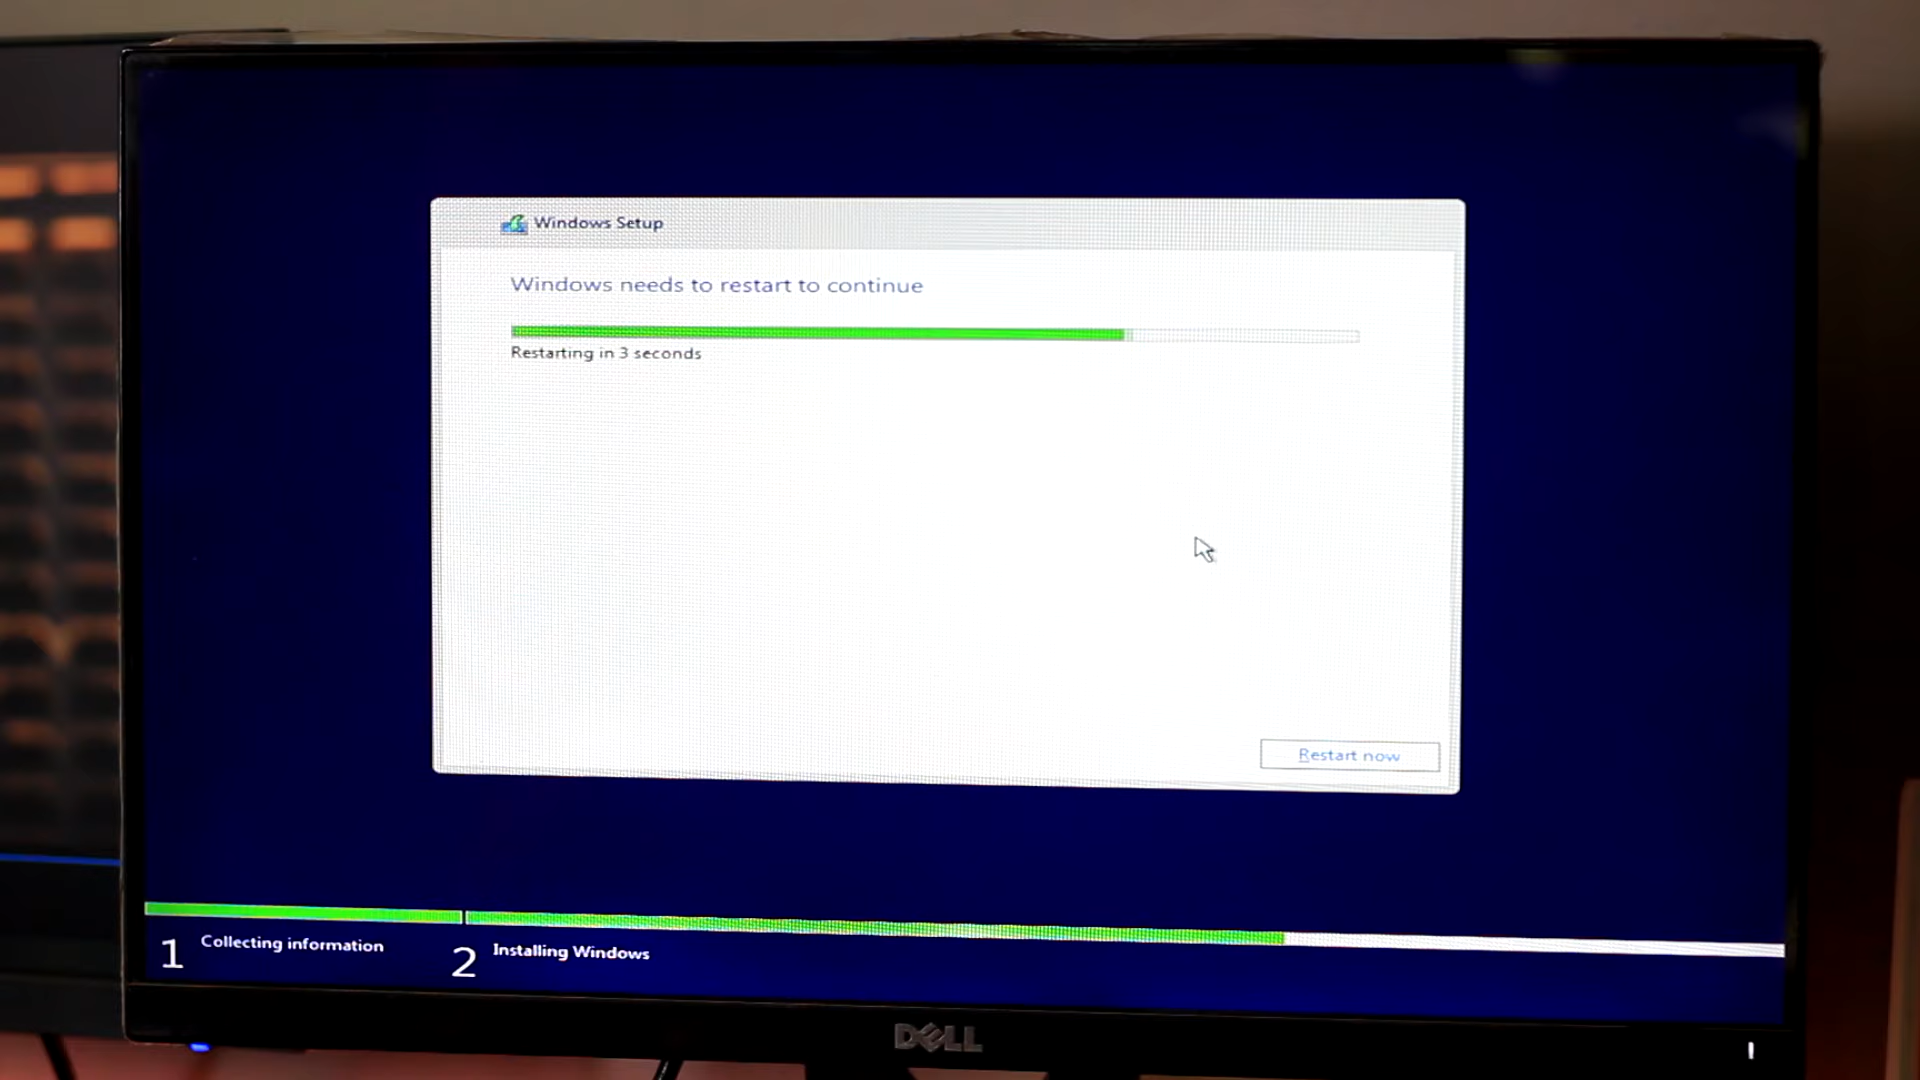 Windows Setup
Windows needs to restart to continue
Restarting in 3 seconds
Restart now
1 Collecting information
2 Installing Windows
DELL